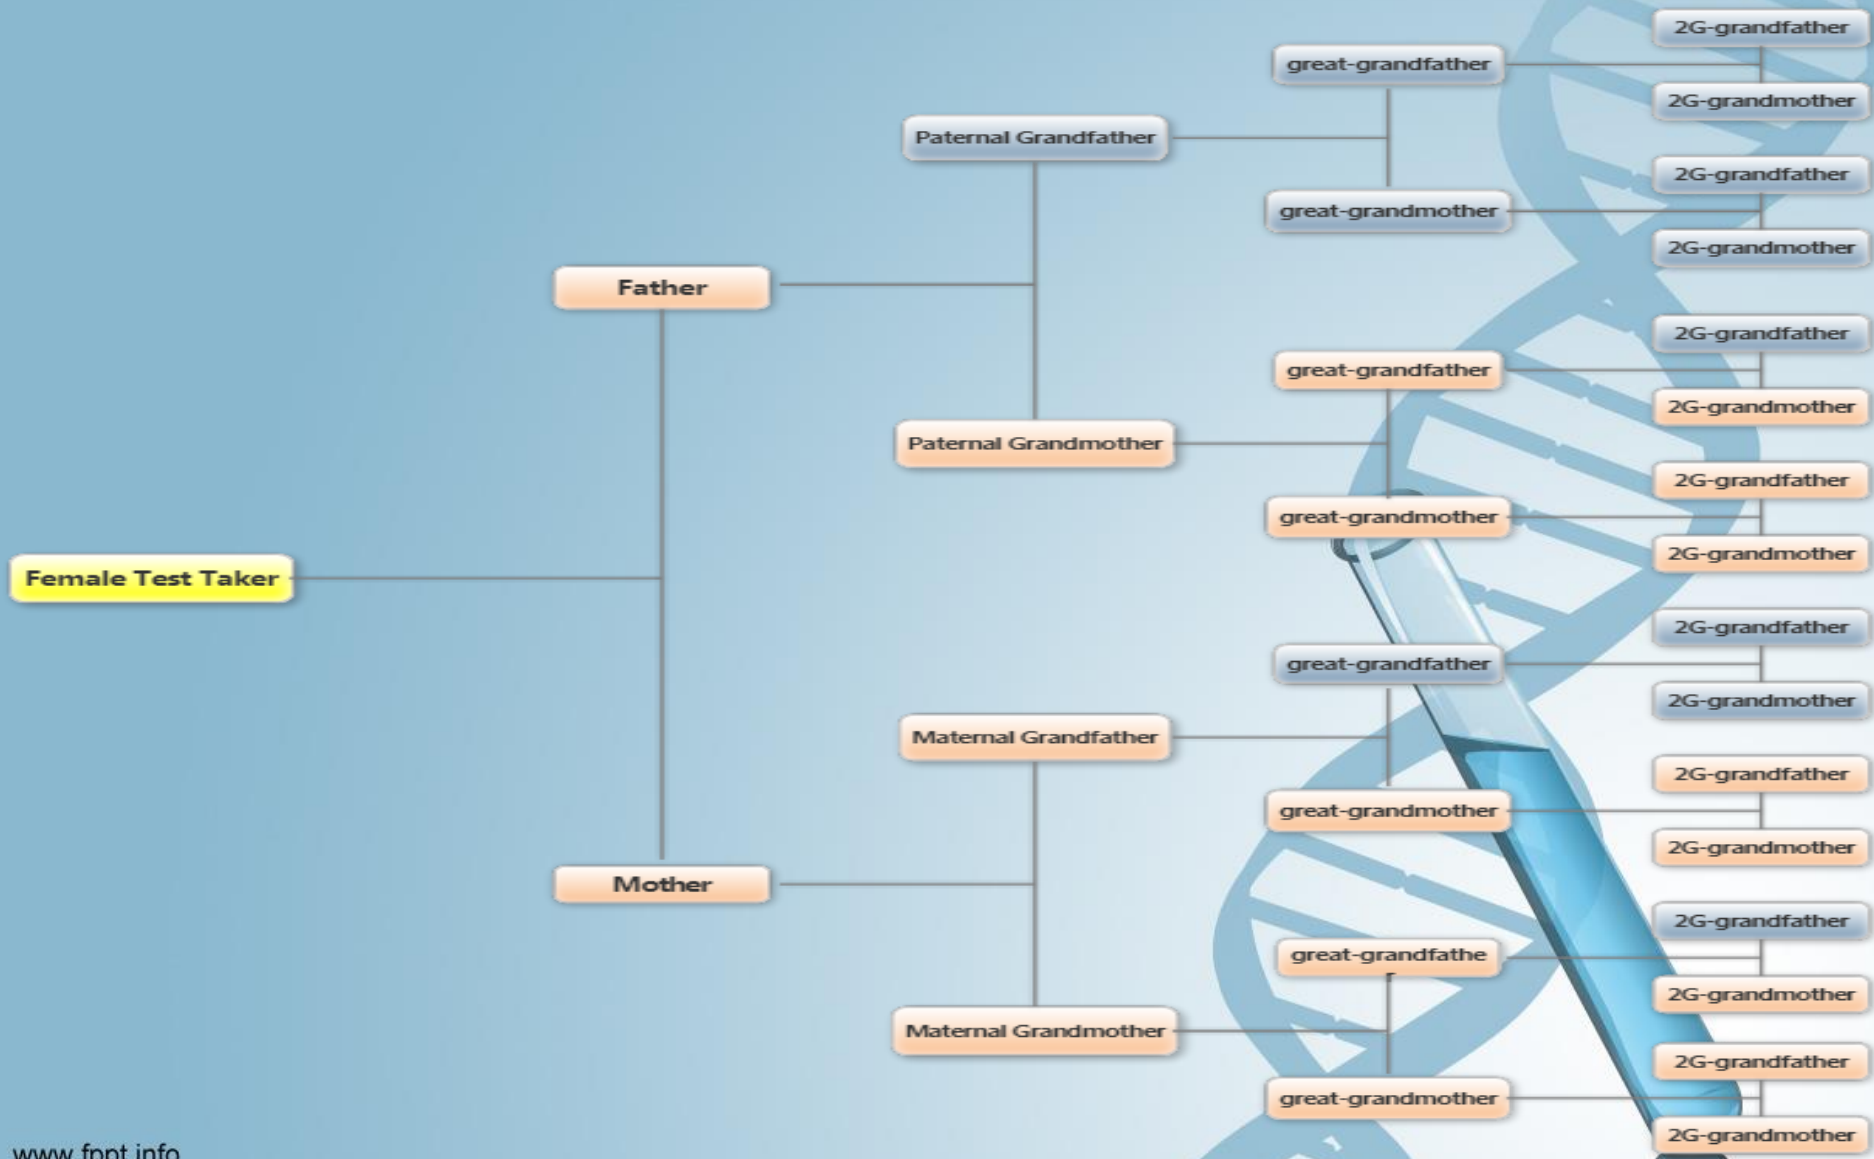 2G-grandfather
great-grandfather
2G-grandmother
Paternal Grandfather
2G-grandfather
great-grandmother
2G-grandmother
Father
2G-grandfather
great-grandfather
2G-grandmother
Paternal Grandmother
2G-grandfather
great-grandmother
2G-grandmother
Female Test Taker
2G-grandfather
great-grandfather
2G-grandmother
Maternal Grandfather
2G-grandfather
great-grandmother
2G-grandmother
Mother
2G-grandfather
great-grandfathe
2G-grandmother
Maternal Grandmother
2G-grandfather
great-grandmother
2G-grandmother
www.fppt.info